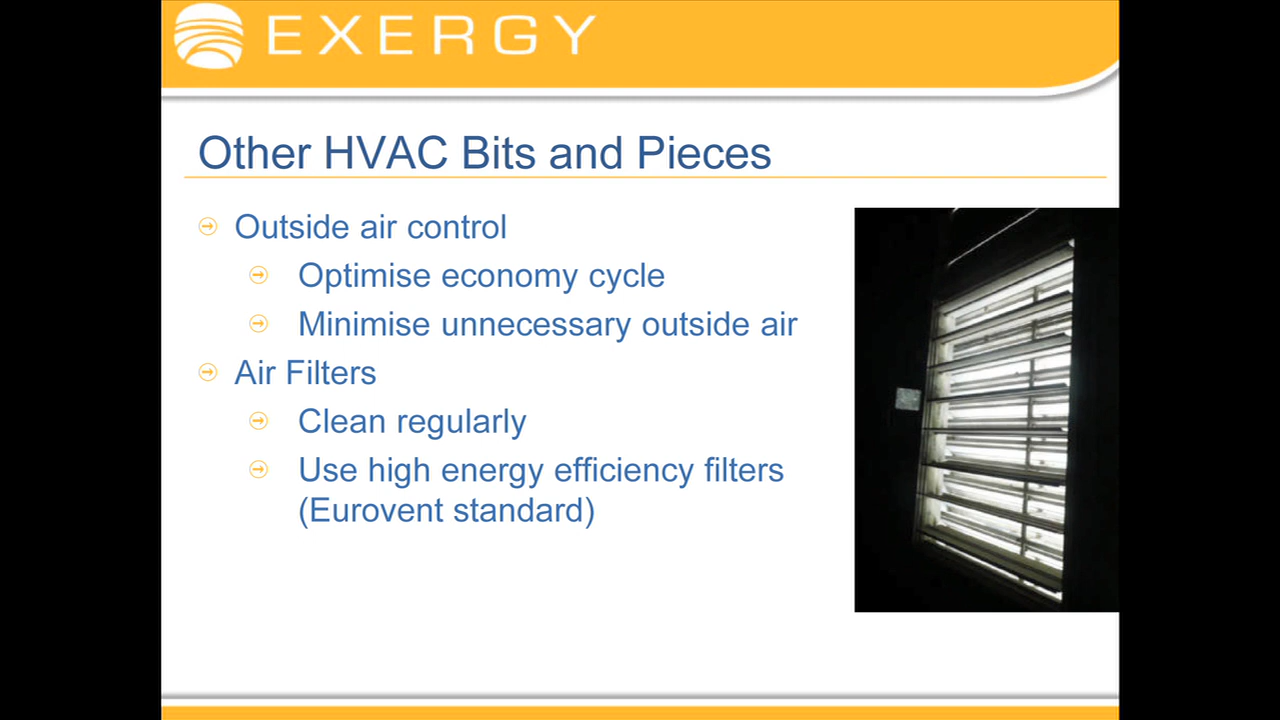 EXERGY
Other HVAC Bits and Pieces
Outside air control
Optimise economy cycle
Minimise unnecessary outside air
Air Filters
Clean regularly
Use high energy efficiency filters
(Eurovent standard)